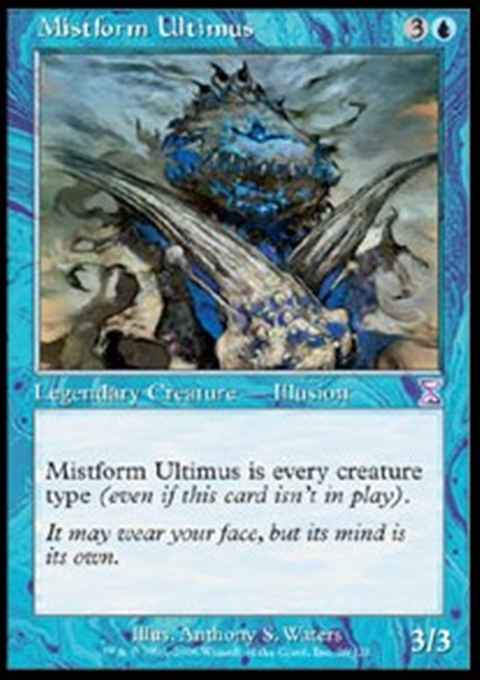 Mistform Ultimus 3
Legendary Creature — Illusion
Mistform Ultimus is every creature
type (even if this card isn't in play).
It may wear your face, but its mind is
its own.
Illus. Anthony S. Waters
3/3